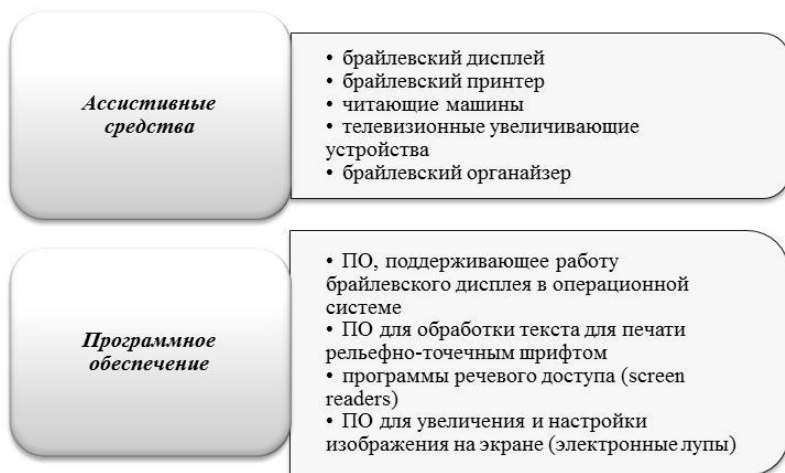 Ассистивные
средства
• брайлевский дисплей
• брайлевский принтер
• читающие машины
• телевизионные увеличивающие
устройства
• брайлевский органайзер
Программное
обеспечение
• ПО, поддерживающее работу
брайлевского дисплея в операционной
системе
• ПО для обработки текста для печати
рельефно-точечным шрифтом
• программы речевого доступа (screen
readers)
• ПО для увеличения и настройки
изображения на экране (электронные лупы)